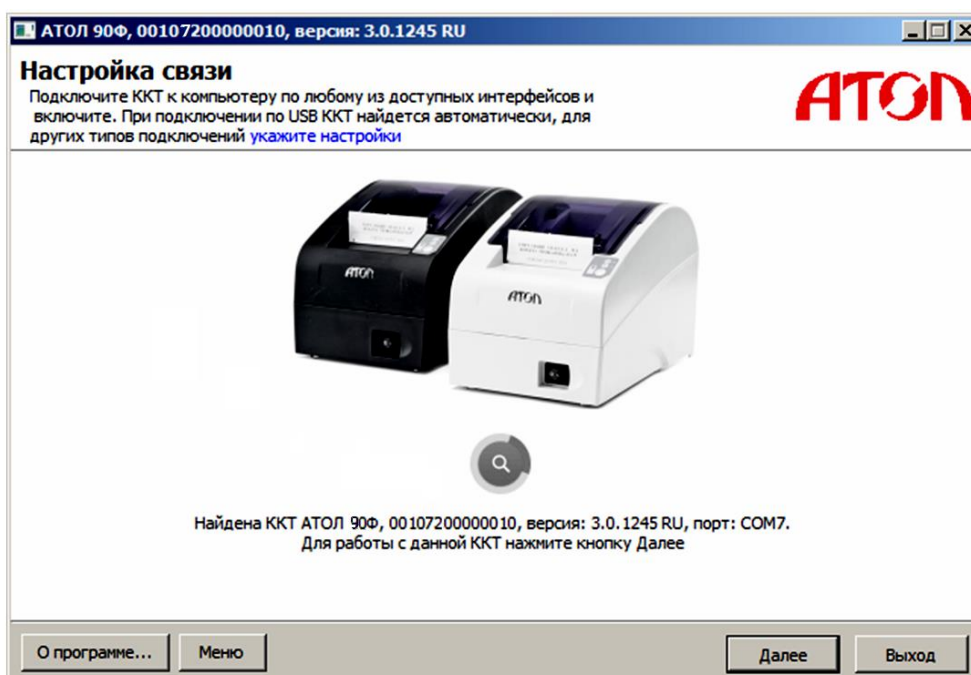 АТОЛ 90Ф, 00107200000010, версия: 3.0.1245 RU
Настройка связи
Подключите ККТ к компьютеру по любому из доступных интерфейсов и
включите. При подключении по USB ККТ найдется автоматически, для
других типов подключений укажите настройки
АТОЛ
АТОЛ
АТОЛ
Найдена ККТ АТОЛ 90Ф, 00107200000010, версия: 3.0.1245 RU, порт: COM7.
Для работы с данной ККТ нажмите кнопку Далее
О программе...
Меню
Далее
Выход